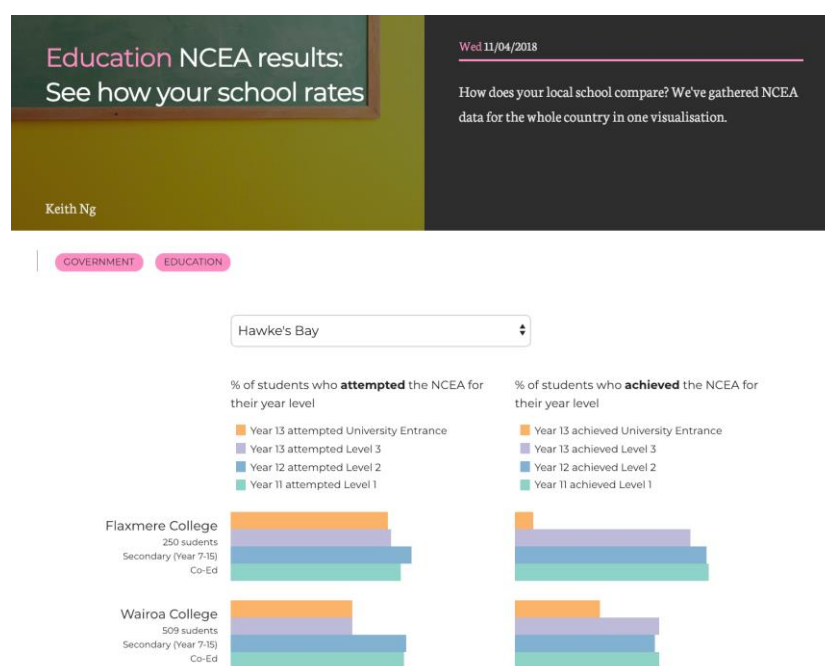 Education NCEA results:
See how your school rates
Keith Ng
Wed 11/04/2018
How does your local school compare? We've gathered NCEA
data for the whole country in one visualisation.
GOVERNMENT
EDUCATION
Hawke's Bay
% of students who attempted the NCEA for
their year level
Year 13 attempted University Entrance
Year 13 attempted Level 3
Year 12 attempted Level 2
Year 11 attempted Level 1
% of students who achieved the NCEA for
their year level
Year 13 achieved University Entrance
Year 13 achieved Level 3
Year 12 achieved Level 2
Year 11 achieved Level 1
Flaxmere College
250 sudents
Secondary (Year 7-15)
Co-Ed
Wairoa College
509 sudents
Secondary (Year 7-15)
Co-Ed